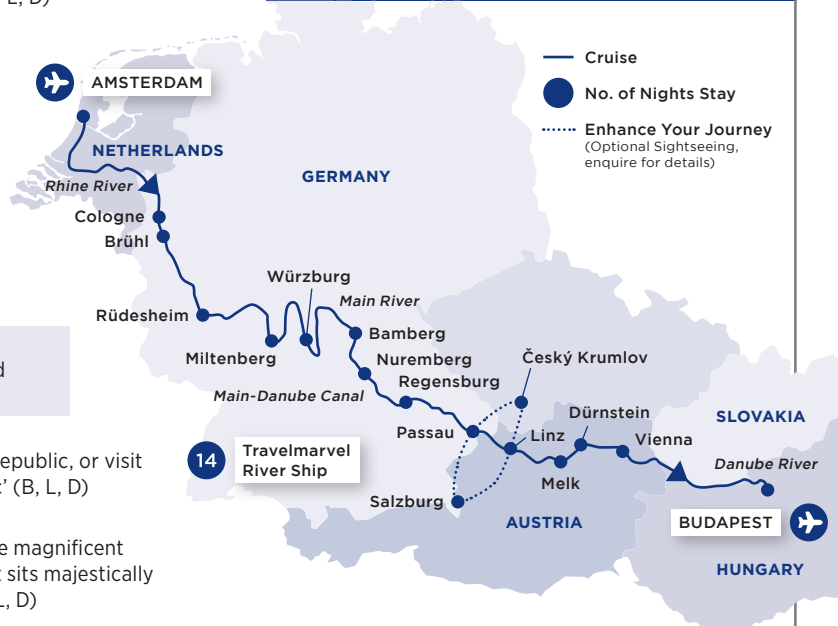 L, D)
Cruise
No. of Nights Stay
Enhance Your Journey
(Optional Sightseeing,
enquire for details)
AMSTERDAM
NETHERLANDS
Rhine River
GERMANY
Cologne
Brühl
Würzburg
Main River
Rüdesheim
Bamberg
Miltenberg
Nuremberg
Český Krumlov
Regensburg
Main-Danube Canal
Dürnstein
SLOVAKIA
Passau
Linz
Vienna
14
Travelmarvel
River Ship
Danube River
Melk
Salzburg
AUSTRIA
BUDAPEST
HUNGARY
d
epublic, or visit
c’ (B, L, D)
e magnificent
t sits majestically
L, D)